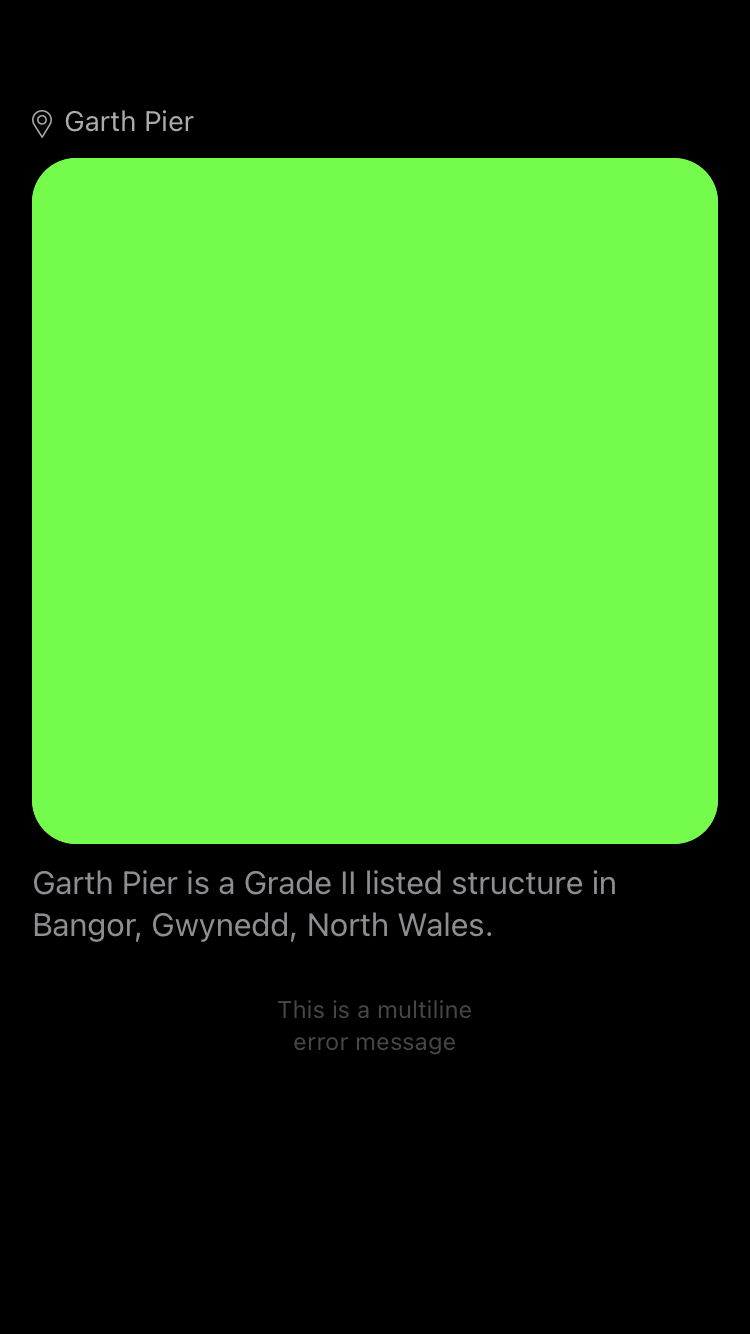 Garth Pier
Garth Pier is a Grade II listed structure in
Bangor, Gwynedd, North Wales.
This is a multiline
error message